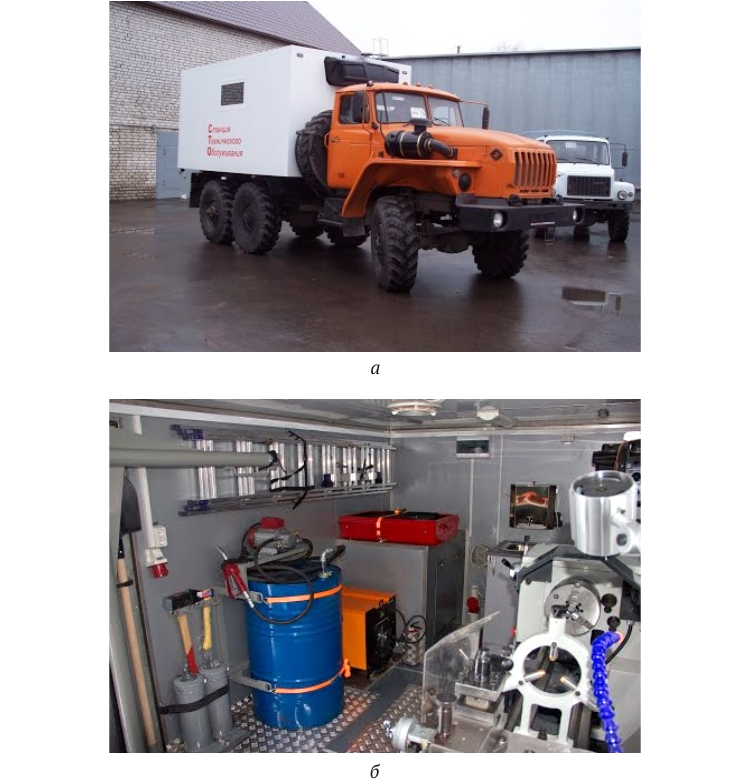 Станция
Технического
Обслуживания
а
б